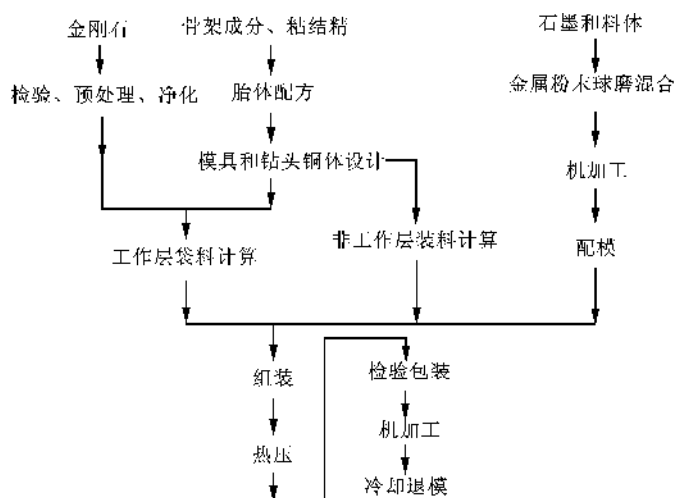 金刚石
骨架成分、粘结精
石墨和料体
检验、预处理、净化
胎体配方
金属粉末球磨混合
模具和钻头铜体设计
机加工
工作层袋料计算
非工作层装料计算
配模
组装
检验包装
热压
机加工
冷却退模